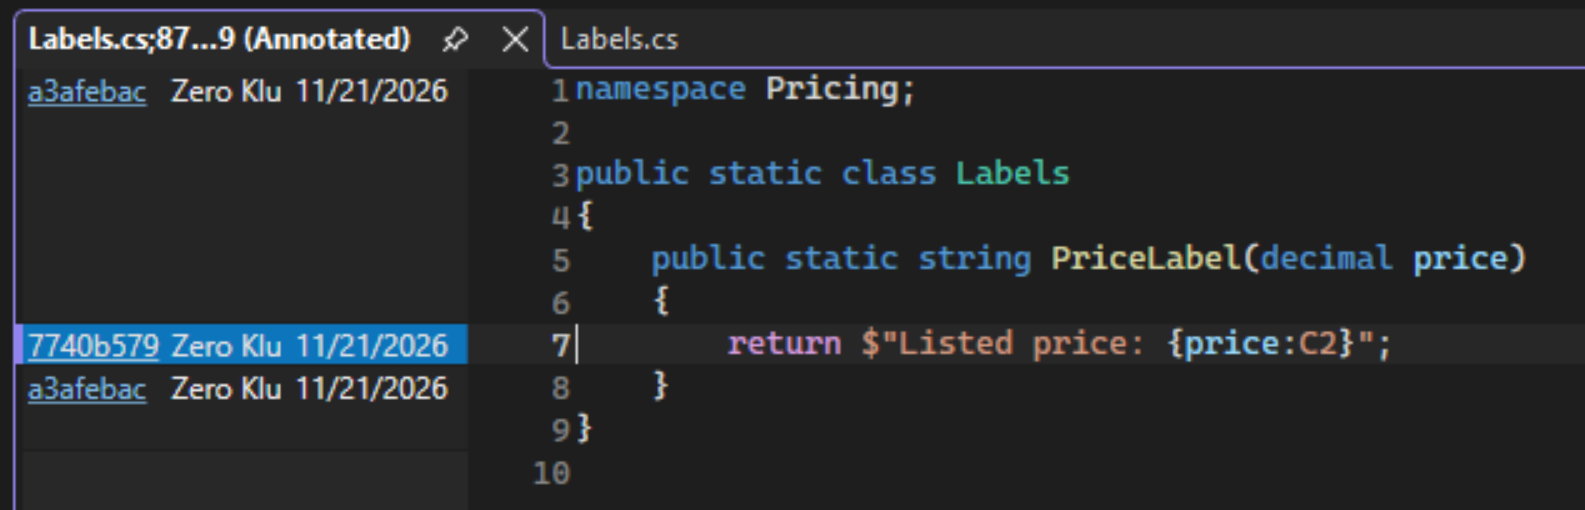 Labels.cs;87...9 (Annotated) Labels.cs
a3afebac Zero Klu 11/21/2026 1 namespace Pricing;
2
3 public static class Labels
4 {
5     public static string PriceLabel(decimal price)
6     {
7740b579 Zero Klu 11/21/2026 7         return $"Listed price: {price:C2}";
a3afebac Zero Klu 11/21/2026 8     }
9 }
10